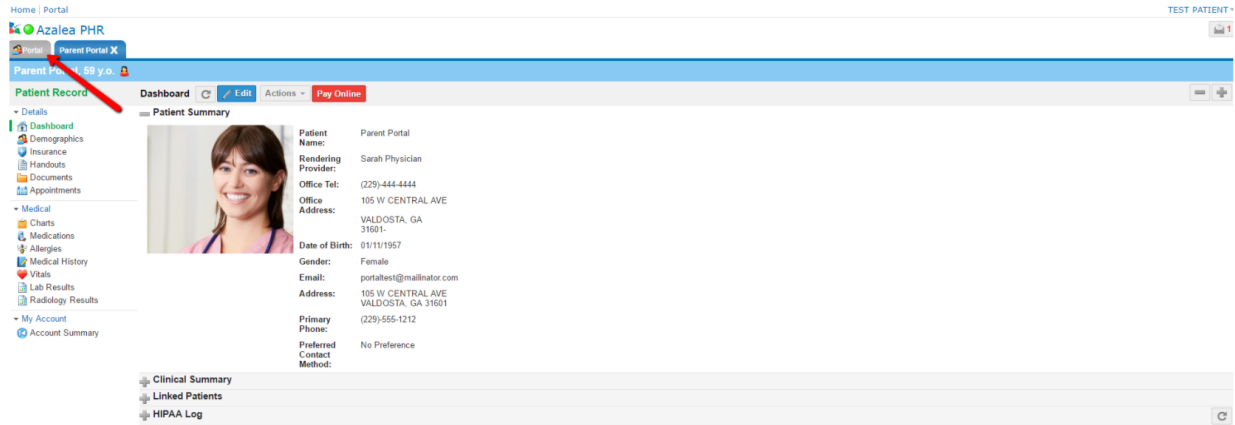 Home | Portal
TEST PATIENT
Azalea PHR
1
Portal
Parent Portal X
Parent Portal, 59 y.o.
Patient Record
Dashboard Edit Actions Pay Online
Details
Dashboard
Demographics
Insurance
Handouts
Documents
Appointments
Medical
Charts
Medications
Allergies
Medical History
Vitals
Lab Results
Radiology Results
My Account
Account Summary
Patient Summary
Patient Name: Parent Portal
Rendering Provider: Sarah Physician
Office Tel: (229)-444-4444
Office Address: 105 W CENTRAL AVE
VALDOSTA, GA
31601-
Date of Birth: 01/11/1957
Gender: Female
Email: portaltest@mailinator.com
Address: 105 W CENTRAL AVE
VALDOSTA, GA 31601
Primary Phone: (229)-555-1212
Preferred Contact Method: No Preference
Clinical Summary
Linked Patients
HIPAA Log